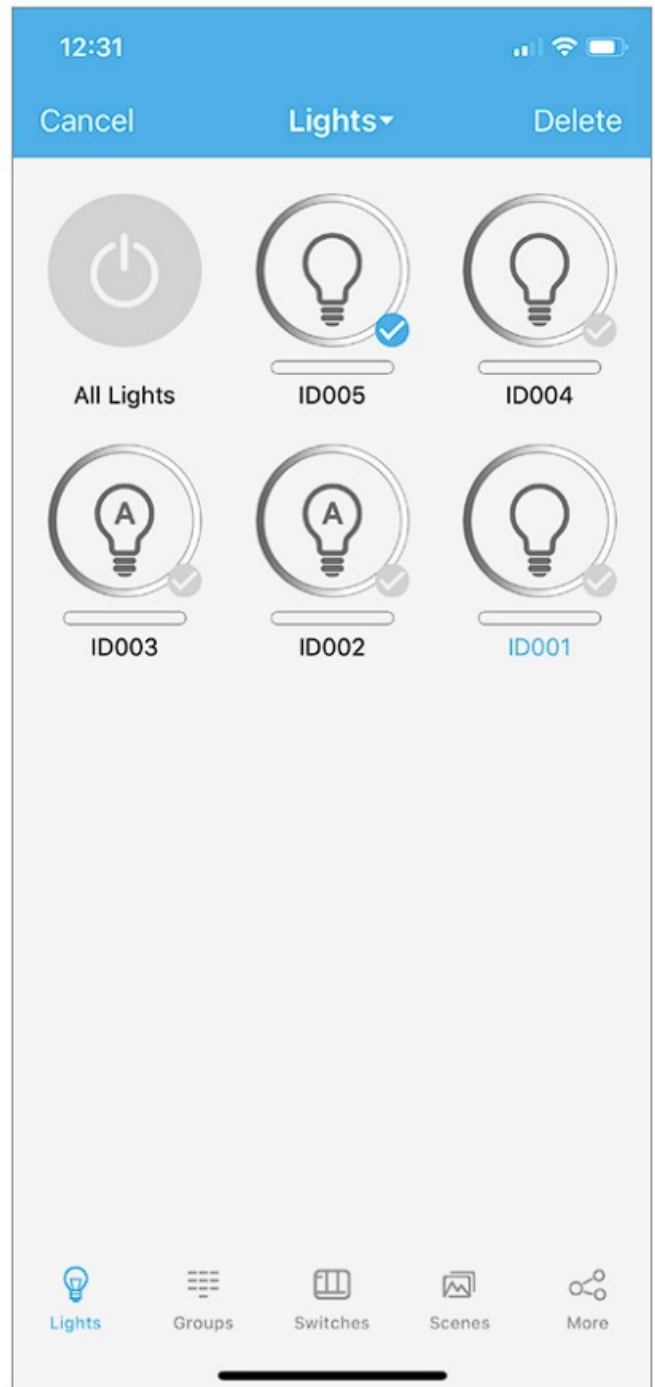 12:31
Cancel Lights Delete
All Lights ID005 ID004
A A
ID003 ID002 ID001
Lights Groups Switches Scenes More